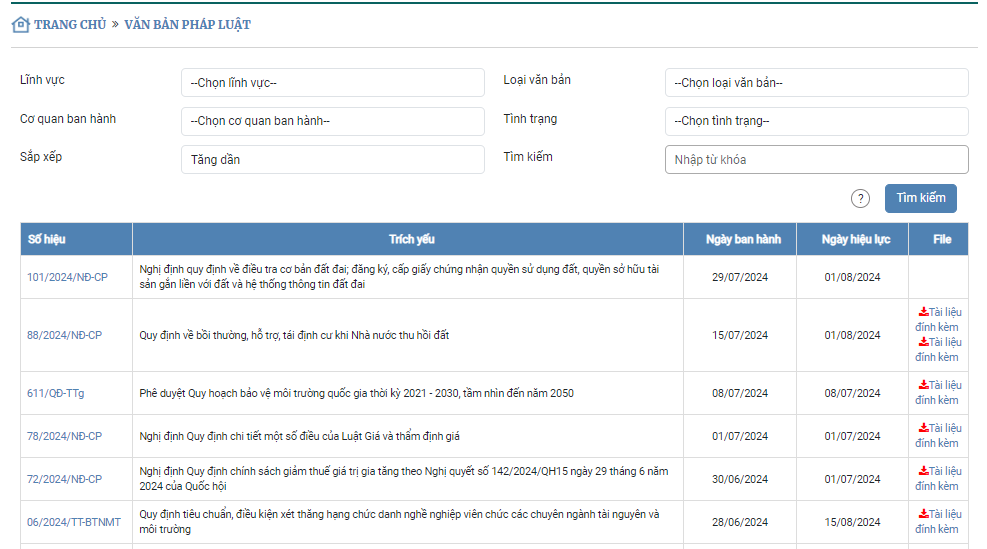 TRANG CHỦ » VĂN BẢN PHÁP LUẬT
Lĩnh vực
--Chọn lĩnh vực--
Loại văn bản
--Chọn loại văn bản--
Cơ quan ban hành
--Chọn cơ quan ban hành--
Tình trạng
--Chọn tình trạng--
Sắp xếp
Tăng dần
Tìm kiếm
Nhập từ khóa
?
Tìm kiếm
Số hiệu
Trích yếu
Ngày ban hành
Ngày hiệu lực
File
101/2024/NĐ-CP
Nghị định quy định về điều tra cơ bản đất đai; đăng ký, cấp giấy chứng nhận quyền sử dụng đất, quyền sở hữu tài
sản gắn liền với đất và hệ thống thông tin đất đai
29/07/2024
01/08/2024
88/2024/NĐ-CP
Quy định về bồi thường, hỗ trợ, tái định cư khi Nhà nước thu hồi đất
15/07/2024
01/08/2024
Tài liệu
đính kèm
Tài liệu
đính kèm
611/QĐ-TTg
Phê duyệt Quy hoạch bảo vệ môi trường quốc gia thời kỳ 2021 - 2030, tầm nhìn đến năm 2050
08/07/2024
08/07/2024
Tài liệu
đính kèm
78/2024/NĐ-CP
Nghị định Quy định chi tiết một số điều của Luật Giá và thẩm định giá
01/07/2024
01/07/2024
Tài liệu
đính kèm
72/2024/NĐ-CP
Nghị định Quy định chính sách giảm thuế giá trị gia tăng theo Nghị quyết số 142/2024/QH15 ngày 29 tháng 6 năm
2024 của Quốc hội
30/06/2024
01/07/2024
Tài liệu
đính kèm
06/2024/TT-BTNMT
Quy định tiêu chuẩn, điều kiện xét thăng hạng chức danh nghề nghiệp viên chức các chuyên ngành tài nguyên và
môi trường
28/06/2024
15/08/2024
Tài liệu
đính kèm